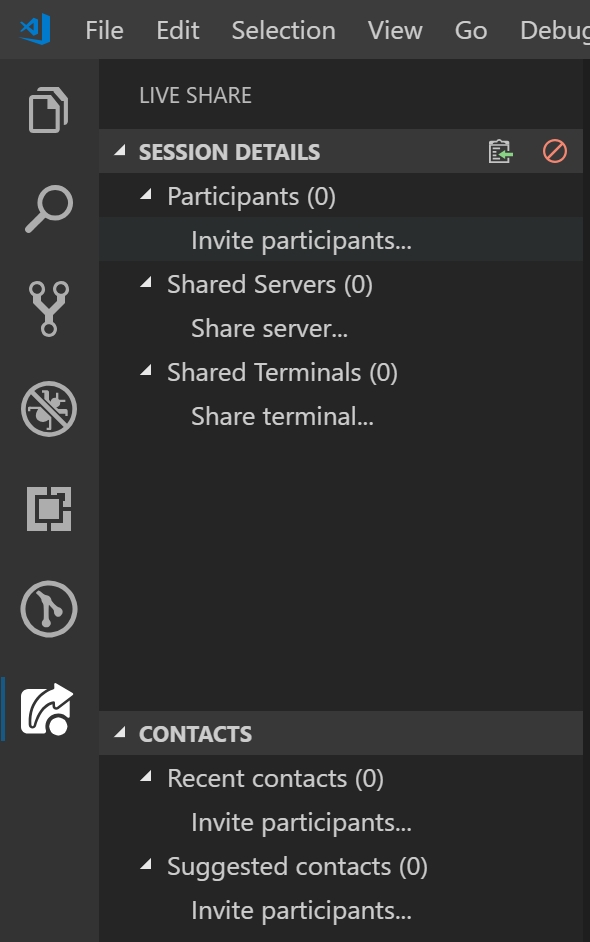 File Edit Selection View Go Debug
LIVE SHARE
SESSION DETAILS
Participants (0)
Invite participants...
Shared Servers (0)
Share server...
Shared Terminals (0)
Share terminal...
CONTACTS
Recent contacts (0)
Invite participants...
Suggested contacts (0)
Invite participants...